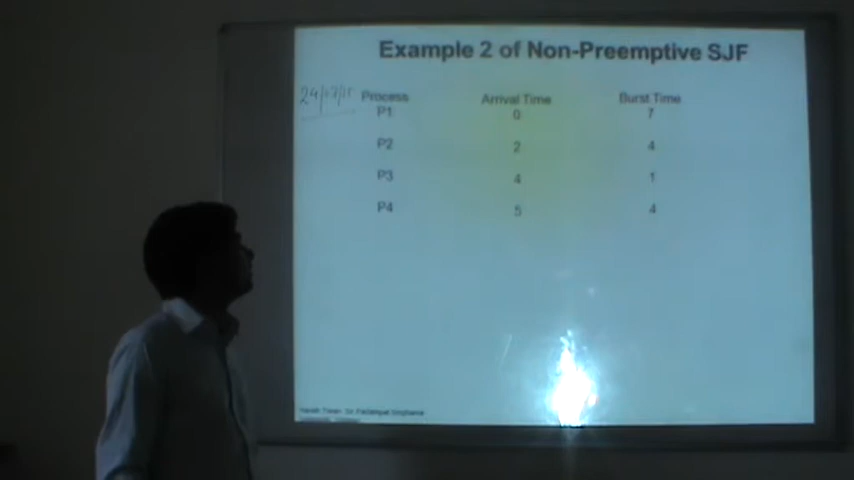 Example 2 of Non-Preemptive SJF
Process Arrival Time Burst Time
P1 0 7
P2 2 4
P3 4 1
P4 5 4